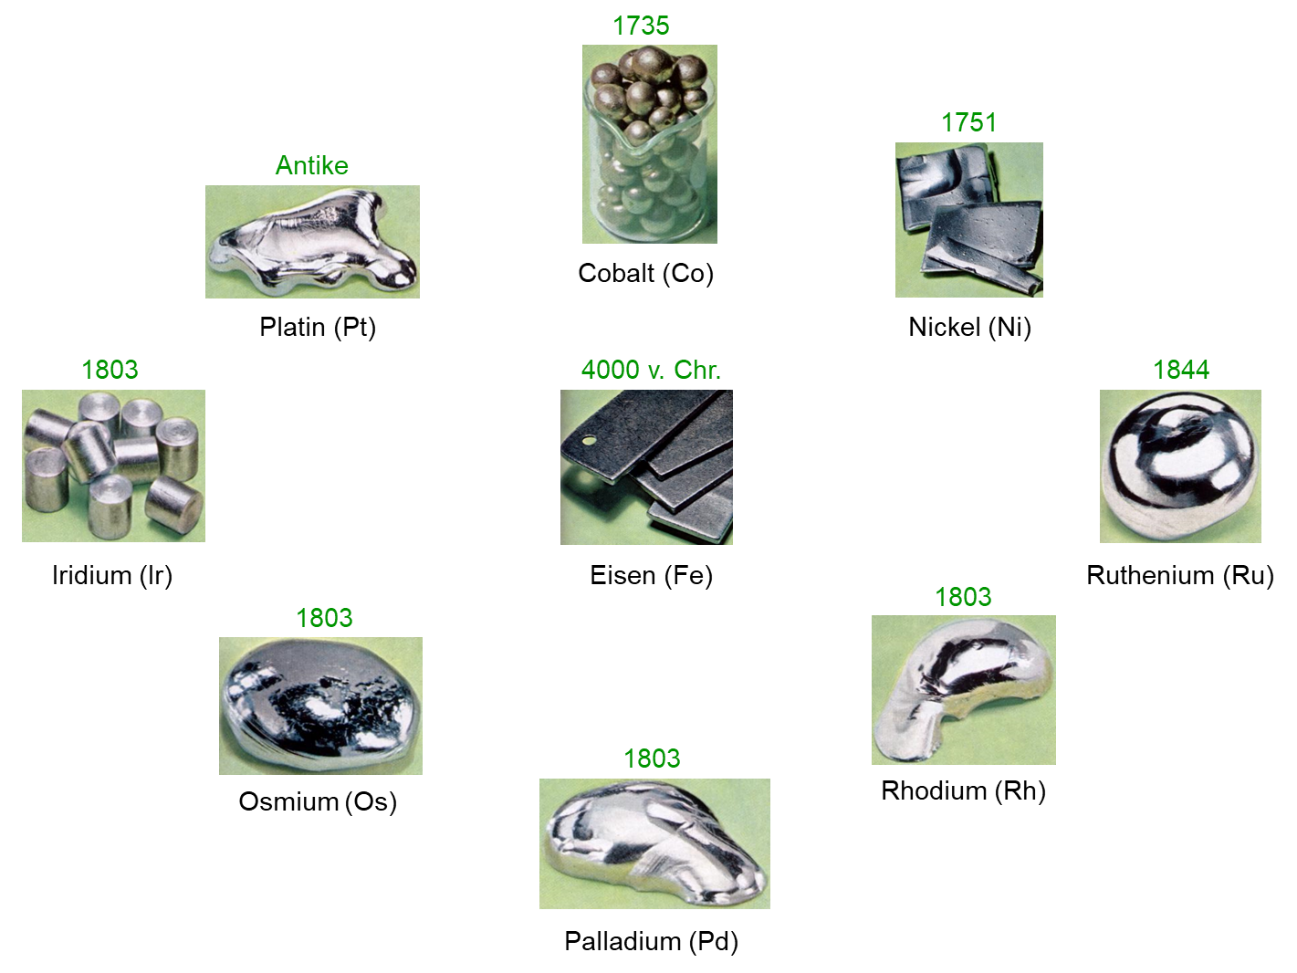 1735
Cobalt (Co)
1751
Nickel (Ni)
Antike
Platin (Pt)
1803
Iridium (Ir)
4000 v. Chr.
Eisen (Fe)
1844
Ruthenium (Ru)
1803
Osmium (Os)
1803
Rhodium (Rh)
1803
Palladium (Pd)